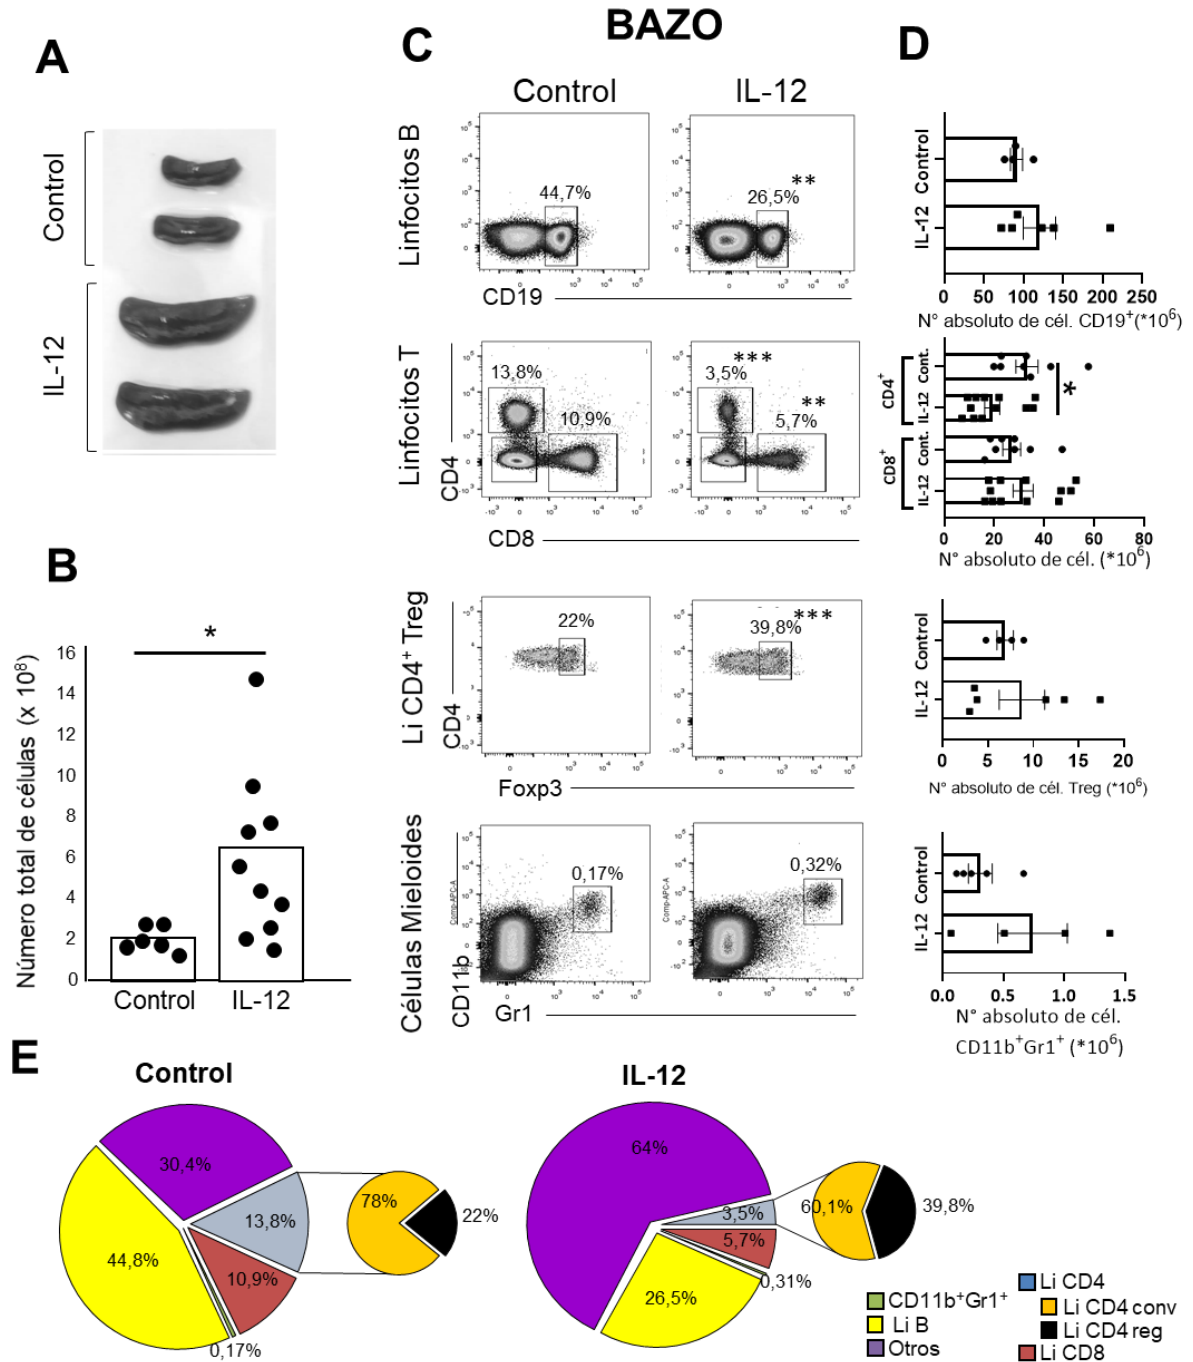 BAZO
A
Control
IL-12
B
*
Número total de células (x 10⁸)
16
14
12
10
8
6
4
2
0
Control
IL-12
C
Control
IL-12
Linfocitos B
44,7%
**
26,5%
CD19
Linfocitos T
13,8%
10,9%
***
3,5%
**
5,7%
CD4
CD8
Li CD4⁺ Treg
22%
***
39,8%
CD4
Foxp3
Células Mieloides
0,17%
0,32%
Comp-APC-A
Comp-APC-A
CD11b
Gr1
D
Control
IL-12
0 50 100 150 200 250
N° absoluto de cél. CD19⁺(*10⁶)
CD4⁺
Cont.
IL-12
*
CD8⁺
Cont.
IL-12
0 20 40 60 80
N° absoluto de cél. (*10⁶)
Control
IL-12
0 5 10 15 20
N° absoluto de cél. Treg (*10⁶)
Control
IL-12
0.0 0.5 1.0 1.5
N° absoluto de cél.
CD11b⁺Gr1⁺ (*10⁶)
E
Control
30,4%
13,8%
44,8%
10,9%
0,17%
78%
22%
IL-12
64%
3,5%
5,7%
0,31%
26,5%
60,1%
39,8%
CD11b⁺Gr1⁺
Li B
Otros
Li CD4
Li CD4 conv
Li CD4 reg
Li CD8